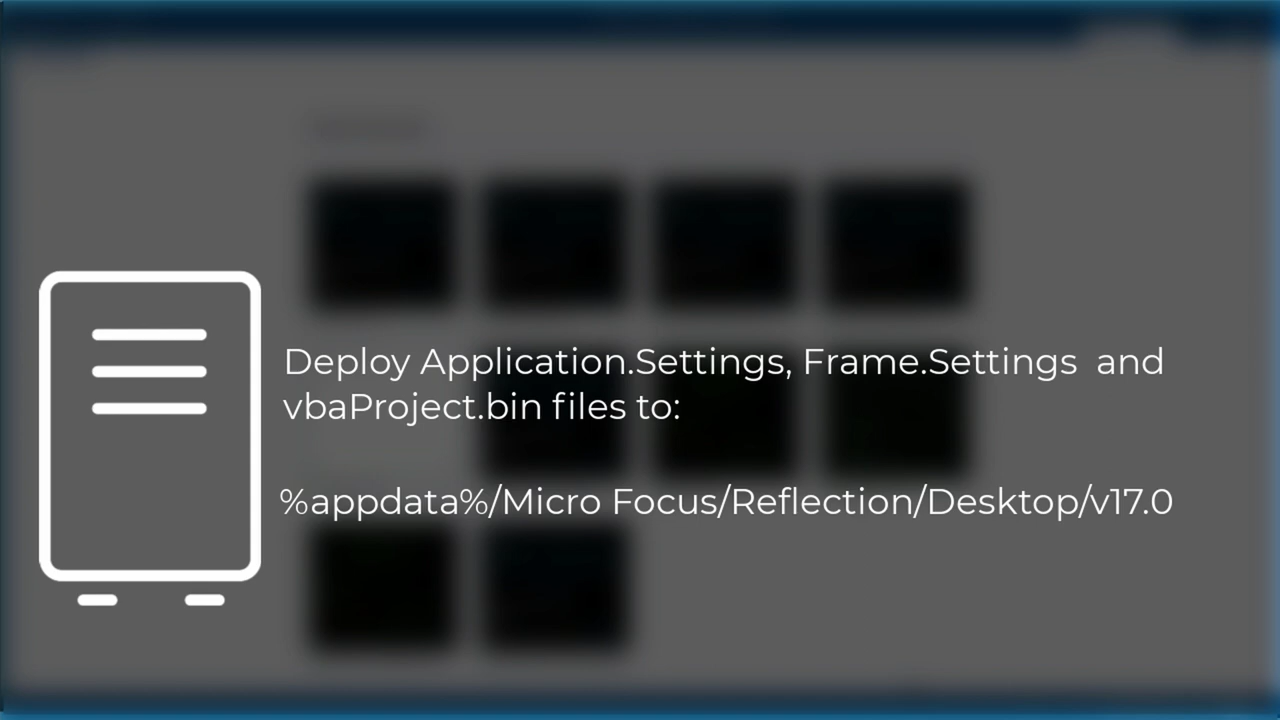 Deploy Application.Settings, Frame.Settings  and
vbaProject.bin files to:
%appdata%/Micro Focus/Reflection/Desktop/v17.0